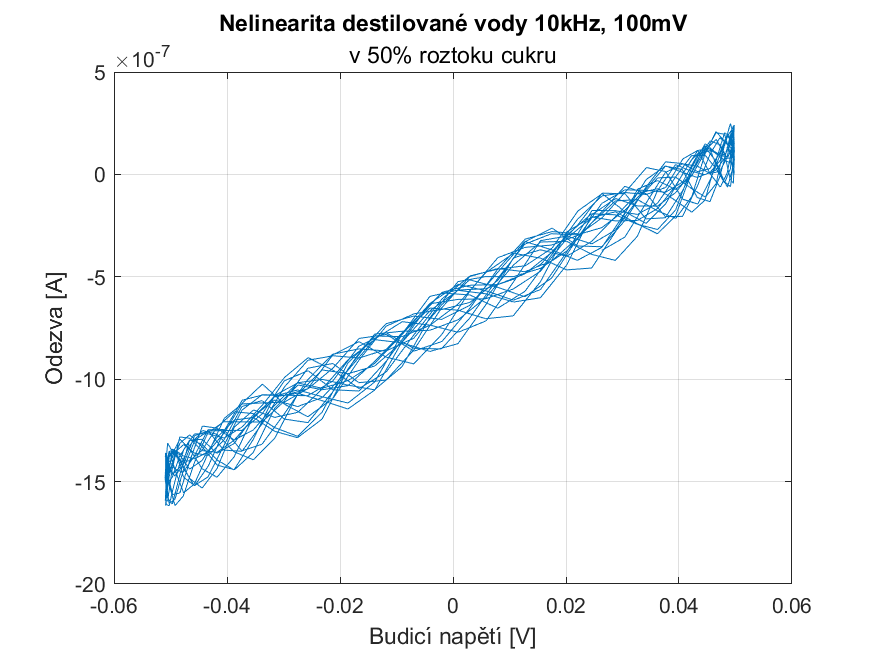 Nelinearita destilované vody 10kHz, 100mV
v 50% roztoku cukru
×10⁻⁷
5
0
-5
-10
-15
-20
-0.06 -0.04 -0.02 0 0.02 0.04 0.06
Odezva [A]
Budicí napětí [V]